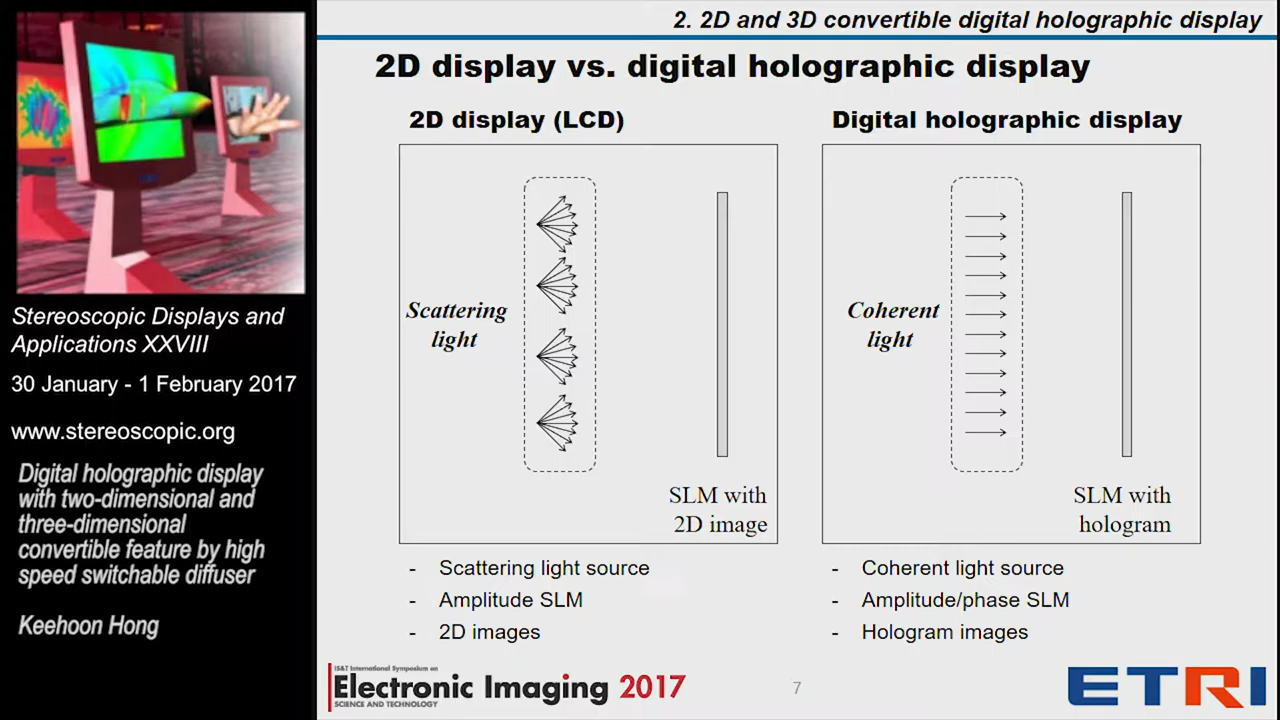 2. 2D and 3D convertible digital holographic display
2D display vs. digital holographic display
2D display (LCD)
Scattering
light
SLM with
2D image
- Scattering light source
- Amplitude SLM
- 2D images
Digital holographic display
Coherent
light
SLM with
hologram
- Coherent light source
- Amplitude/phase SLM
- Hologram images
Stereoscopic Displays and
Applications XXVIII
30 January - 1 February 2017
www.stereoscopic.org
Digital holographic display
with two-dimensional and
three-dimensional
convertible feature by high
speed switchable diffuser
Keehoon Hong
IS&T International Symposium on
Electronic Imaging 2017
SCIENCE AND TECHNOLOGY
7
ETRI